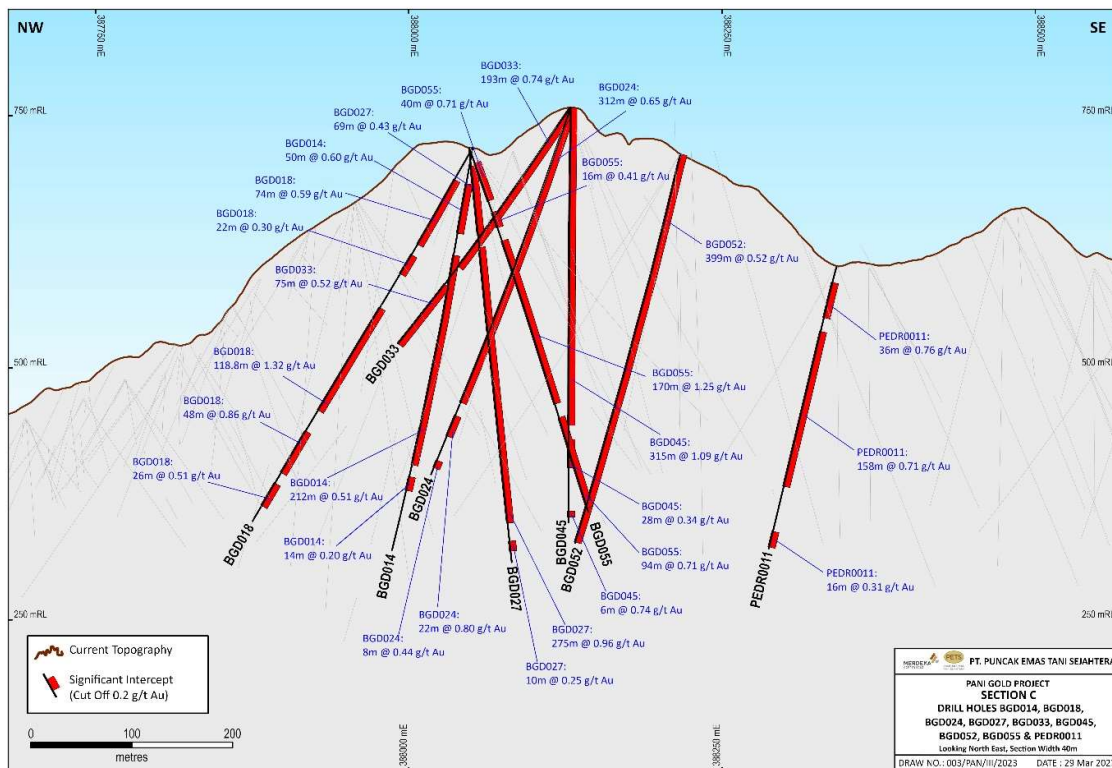 NW
387750 mE
388000 mE
388250 mE
388500 mE
SE
750 mRL
750 mRL
500 mRL
500 mRL
250 mRL
250 mRL
BGD033:
193m @ 0.74 g/t Au
BGD024:
312m @ 0.65 g/t Au
BGD055:
40m @ 0.71 g/t Au
BGD027:
69m @ 0.43 g/t Au
BGD014:
50m @ 0.60 g/t Au
BGD018:
74m @ 0.59 g/t Au
BGD018:
22m @ 0.30 g/t Au
BGD055:
16m @ 0.41 g/t Au
BGD052:
399m @ 0.52 g/t Au
BGD033:
75m @ 0.52 g/t Au
BGD033
PEDR0011:
36m @ 0.76 g/t Au
BGD018:
118.8m @ 1.32 g/t Au
BGD055:
170m @ 1.25 g/t Au
BGD018:
48m @ 0.86 g/t Au
BGD045:
315m @ 1.09 g/t Au
PEDR0011:
158m @ 0.71 g/t Au
BGD018:
26m @ 0.51 g/t Au
BGD014:
212m @ 0.51 g/t Au
BGD024
BGD045:
28m @ 0.34 g/t Au
BGD018
BGD014:
14m @ 0.20 g/t Au
BGD014
BGD045
BGD052
BGD055
BGD055:
94m @ 0.71 g/t Au
BGD027
PEDR0011
PEDR0011:
16m @ 0.31 g/t Au
BGD045:
6m @ 0.74 g/t Au
BGD024:
22m @ 0.80 g/t Au
BGD024:
8m @ 0.44 g/t Au
BGD027:
275m @ 0.96 g/t Au
BGD027:
10m @ 0.25 g/t Au
Current Topography
Significant Intercept
(Cut Off 0.2 g/t Au)
0 100 200
metres
388000 mE
388250 mE
MERDEKA
PETS
PT. PUNCAK EMAS TANI SEJAHTERA
PANI GOLD PROJECT
SECTION C
DRILL HOLES BGD014, BGD018,
BGD024, BGD027, BGD033, BGD045,
BGD052, BGD055 & PEDR0011
Looking North East, Section Width 40m
DRAW NO.: 003/PAN/III/2023 DATE : 29 Mar 202